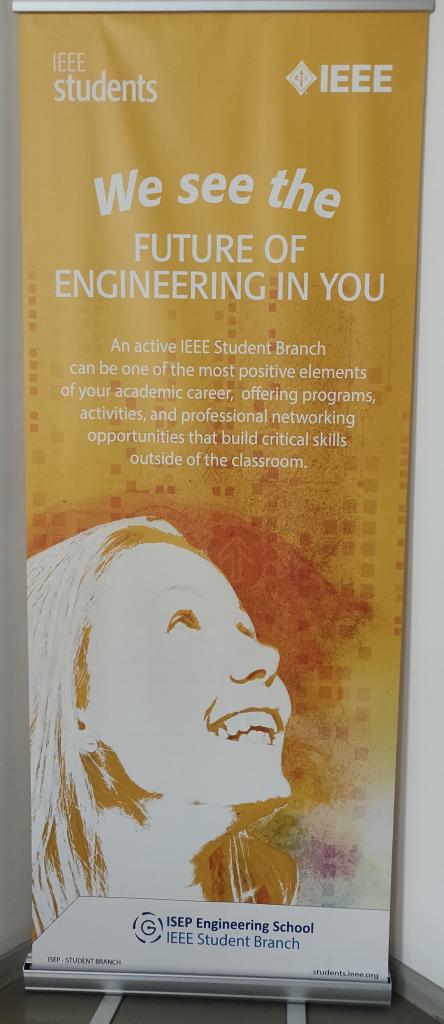 IEEE
students
IEEE
We see the
FUTURE OF
ENGINEERING IN YOU
An active IEEE Student Branch
can be one of the most positive elements
of your academic career, offering programs,
activities, and professional networking
opportunities that build critical skills
outside of the classroom.
ISEP Engineering School
IEEE Student Branch
ISEP - STUDENT BRANCH
students.ieee.org